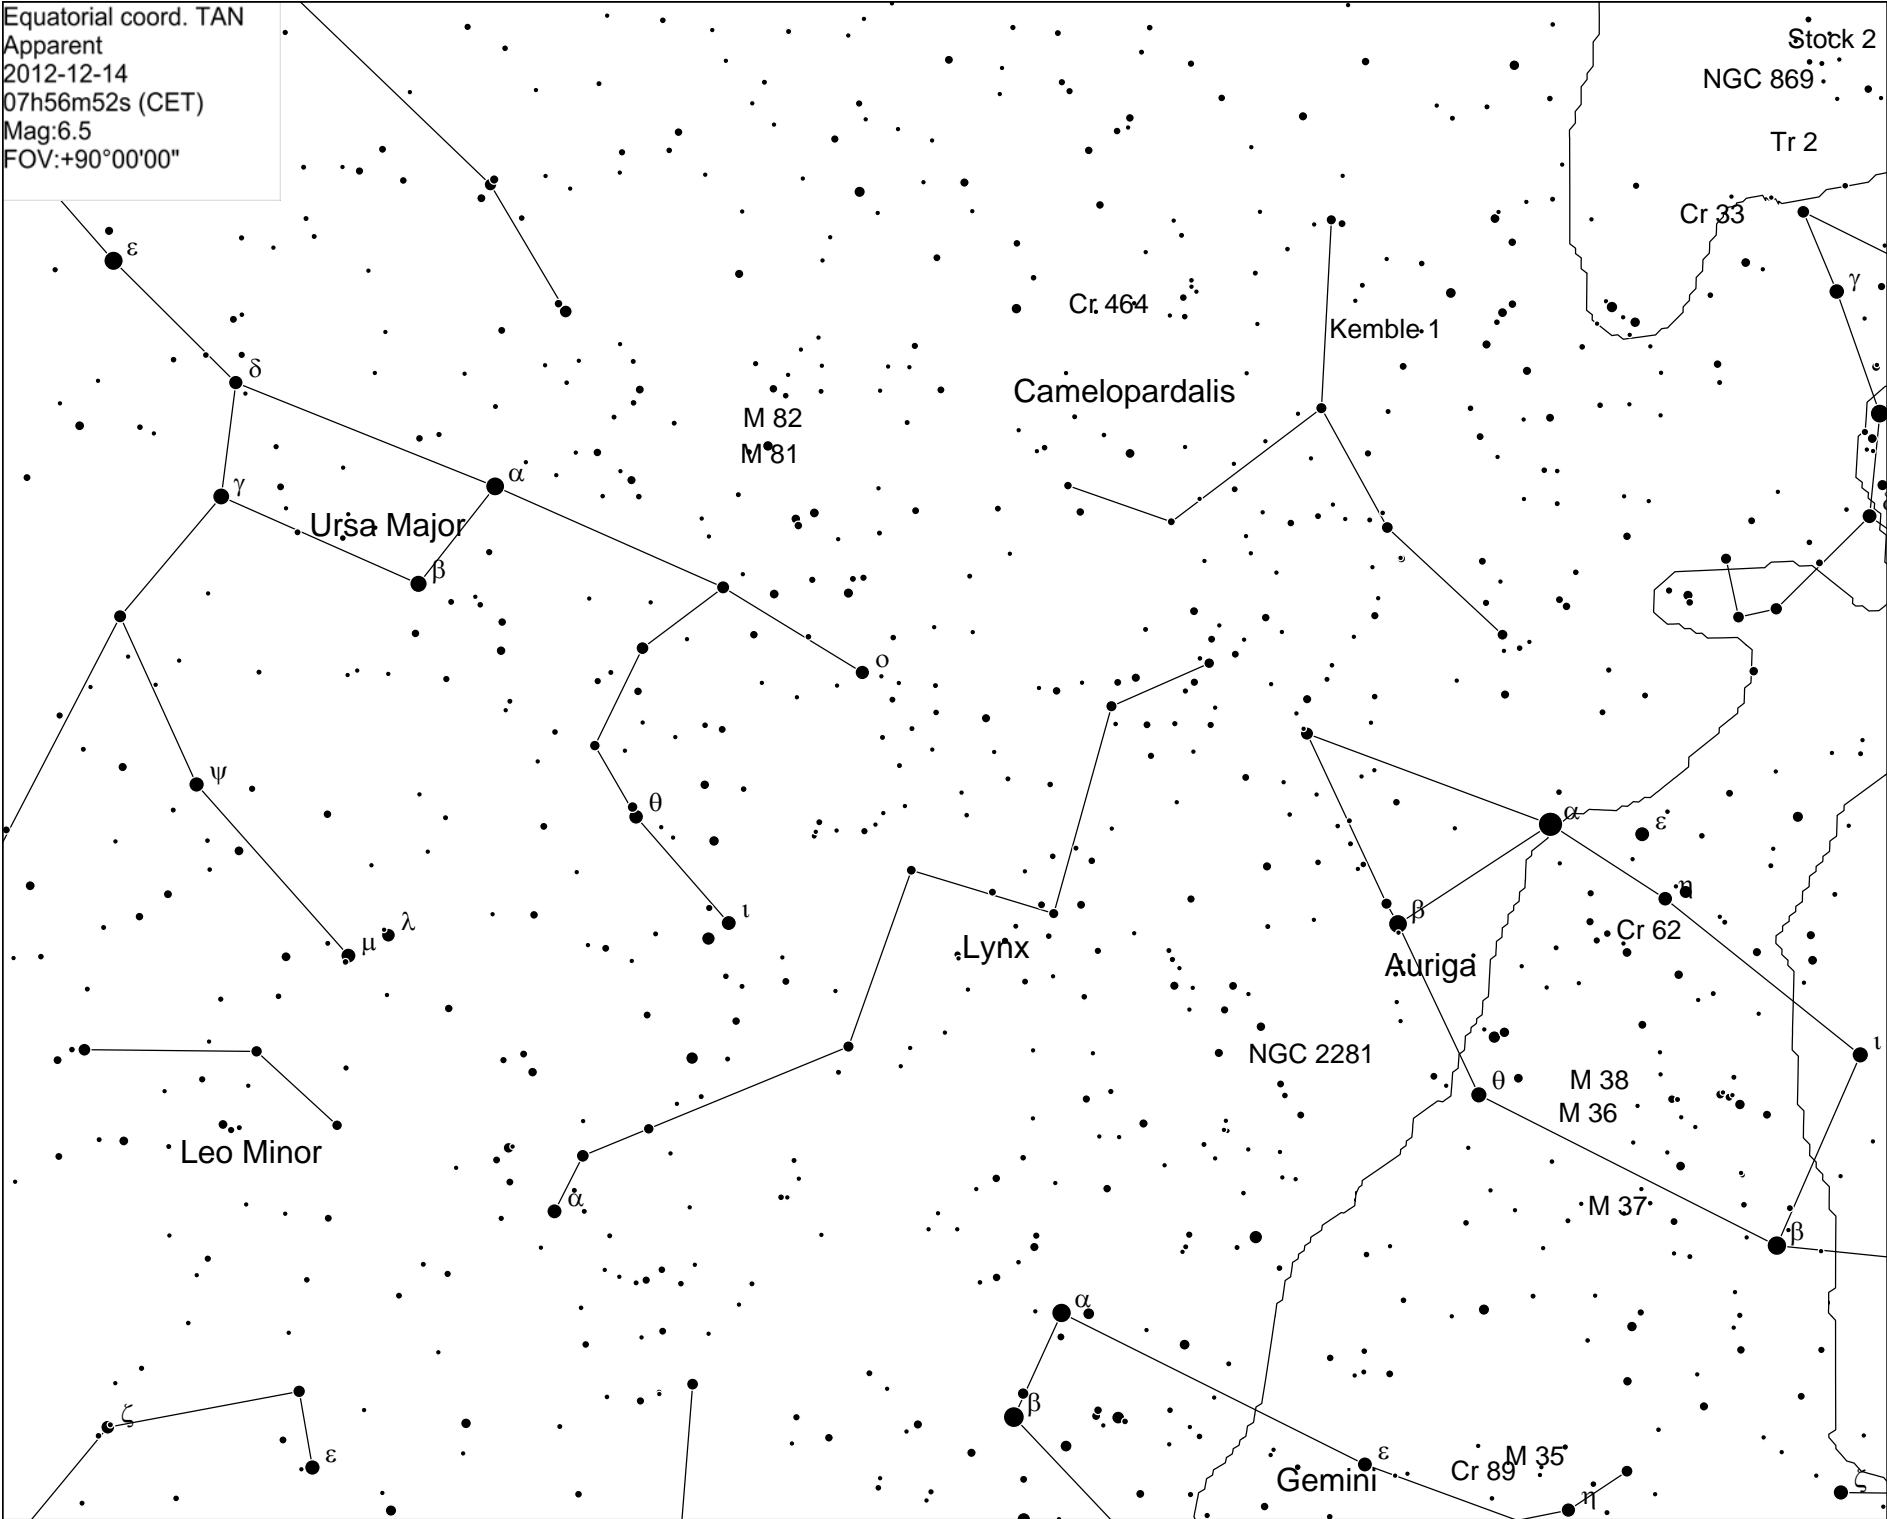 Equatorial coord. TAN
Apparent
2012-12-14
07h56m52s (CET)
Mag:6.5
FOV:+90°00'00"
Stock 2
NGC 869
Tr 2
Cr 33
ε
γ
Cr 464
Kemble 1
δ
Camelopardalis
M 82
M 81
α
γ
Ursa Major
β
ο
ψ
θ
α
ε
η
ι
β
λ
μ
Cr 62
Lynx
Auriga
ι
NGC 2281
θ
M 38
M 36
Leo Minor
α
M 37
β
α
β
ζ
ε
ε
M 35
Cr 89
Gemini
ζ
η